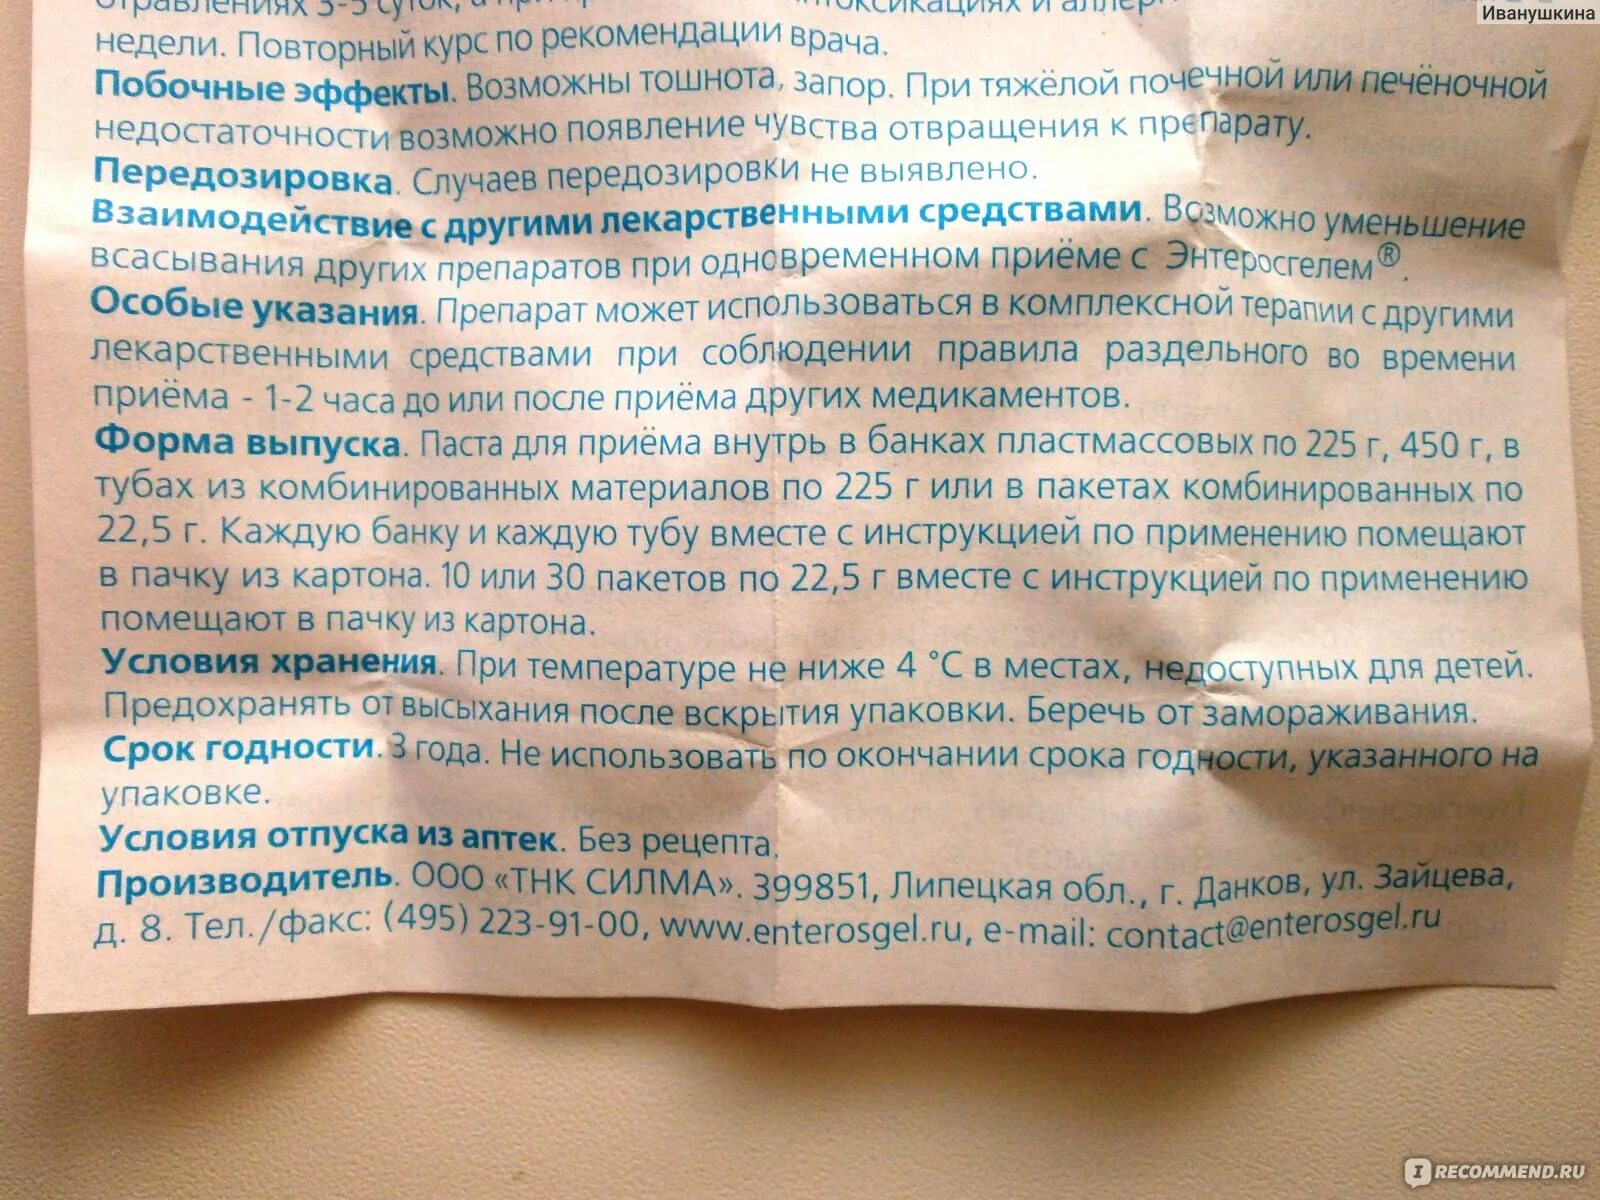 Иванушкина
отравлениях 3-5 суток,
недели. Повторный курс по рекомендации врача.
Побочные эффекты. Возможны тошнота, запор. При тяжёлой почечной или печёночной
недостаточности возможно появление чувства отвращения к препарату.
Передозировка. Случаев передозировки не выявлено.
Взаимодействие с другими лекарственными средствами. Возможно уменьшение
всасывания других препаратов при одновременном приёме с Энтеросгелем®.
Особые указания. Препарат может использоваться в комплексной терапии с другими
лекарственными средствами при соблюдении правила раздельного во времени
приёма - 1-2 часа до или после приёма других медикаментов.
Форма выпуска. Паста для приёма внутрь в банках пластмассовых по 225 г, 450 г, в
тубах из комбинированных материалов по 225 г или в пакетах комбинированных по
22,5 г. Каждую банку и каждую тубу вместе с инструкцией по применению помещают
в пачку из картона. 10 или 30 пакетов по 22,5 г вместе с инструкцией по применению
помещают в пачку из картона.
Условия хранения. При температуре не ниже 4 °С в местах, недоступных для детей.
Предохранять от высыхания после вскрытия упаковки. Беречь от замораживания.
Срок годности. 3 года. Не использовать по окончании срока годности, указанного на
упаковке.
Условия отпуска из аптек. Без рецепта.
Производитель. ООО «ТНК СИЛМА». 399851, Липецкая обл., г. Данков, ул. Зайцева,
д. 8. Тел./факс: (495) 223-91-00, www.enterosgel.ru, e-mail: contact@enterosgel.ru
IRECOMMEND.RU